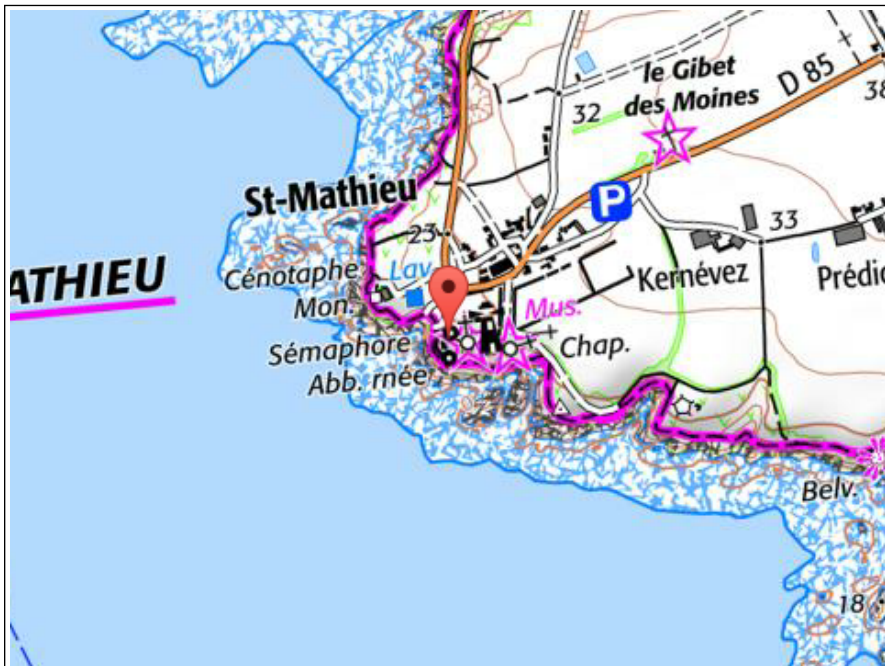 le Gibet
des Moines
D 85
38
32
P
St-Mathieu
23
33
Cénotaphe
Mon.
Lav.
ATHIEU
Kernévez
Mus.
Sémaphore
Abb. rnée
Chap.
Belv.
18